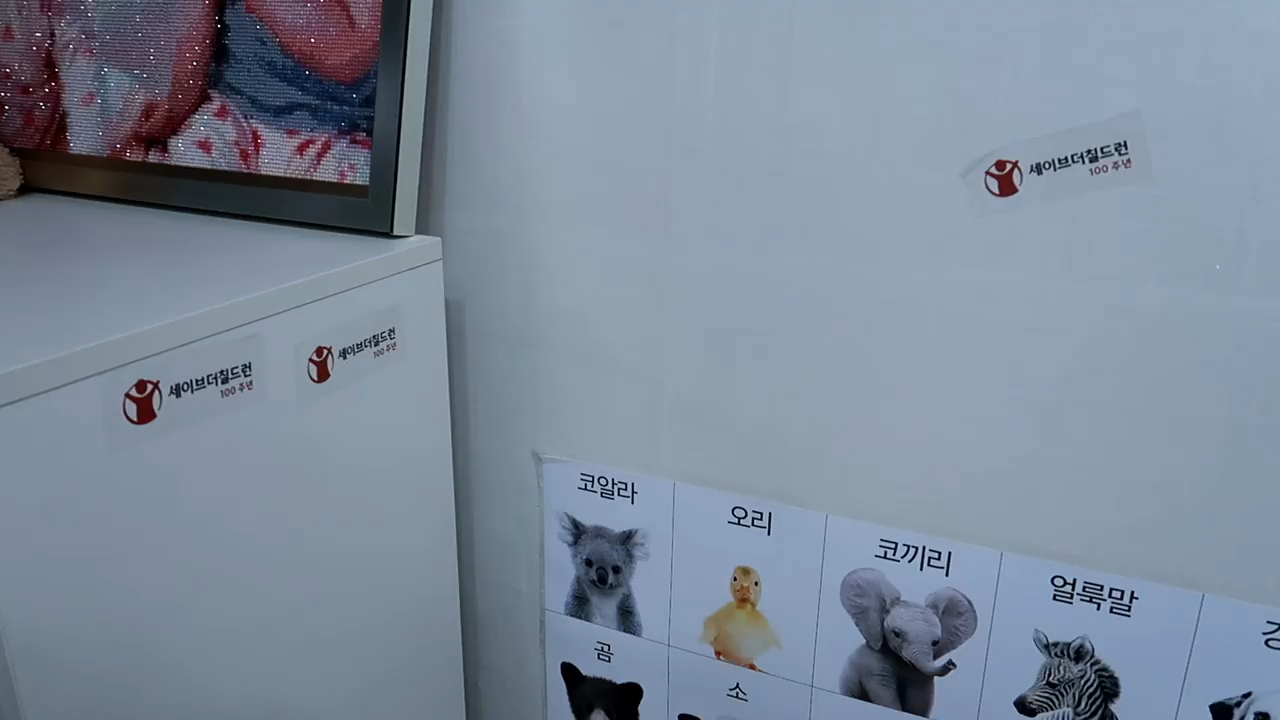 세이브더칠드런
100 주년
세이브더칠드런
100 주년
세이브더칠드런
100 주년
코알라
오리
코끼리
얼룩말
곰
소